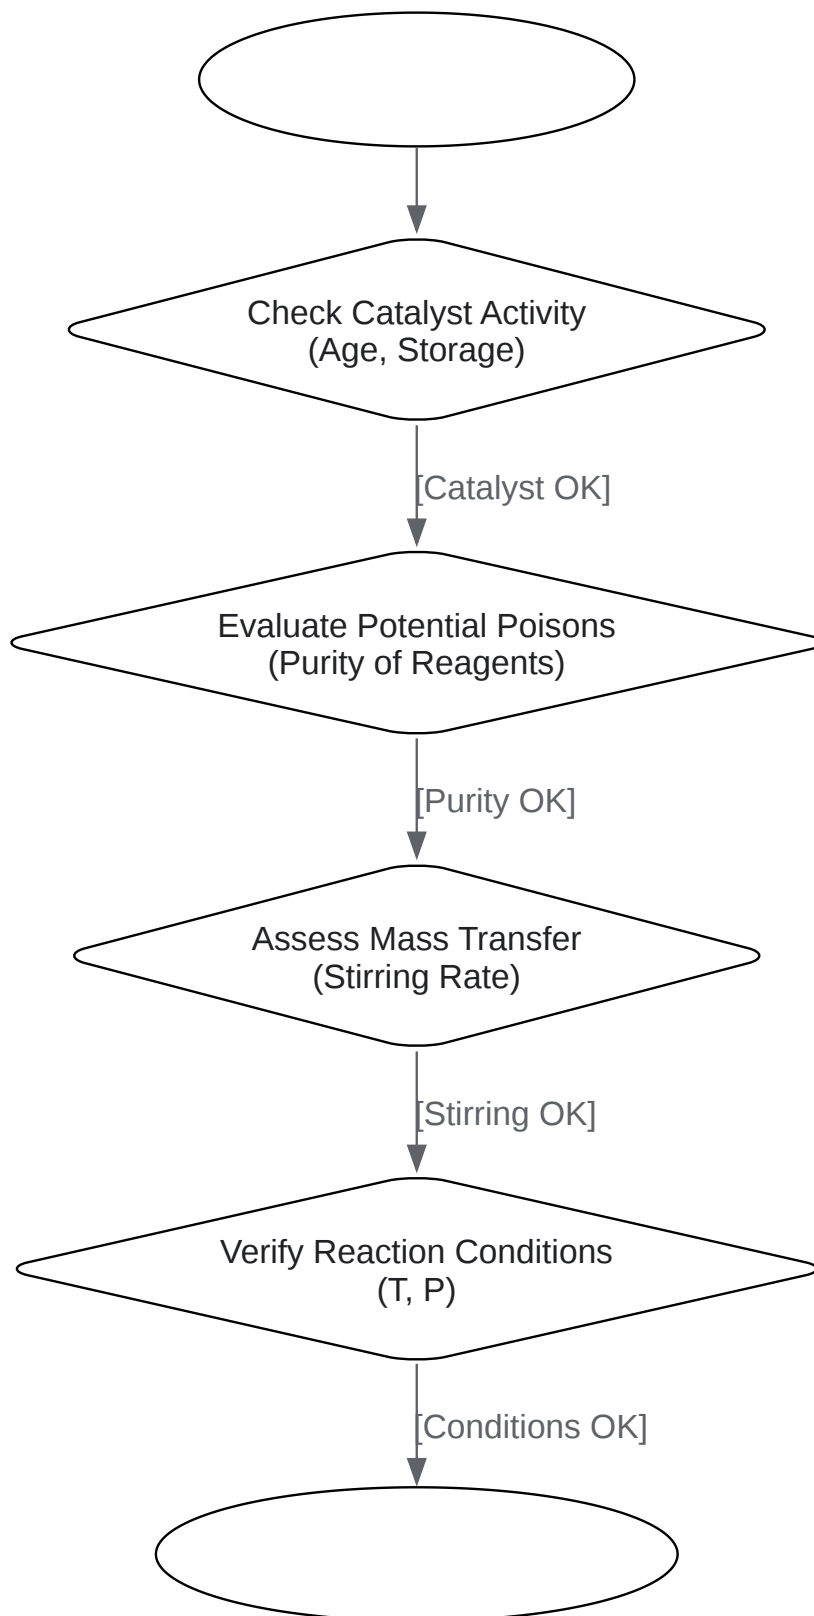 Check Catalyst Activity
(Age, Storage)
[Catalyst OK]
Evaluate Potential Poisons
(Purity of Reagents)
[Purity OK]
Assess Mass Transfer
(Stirring Rate)
[Stirring OK]
Verify Reaction Conditions
(T, P)
[Conditions OK]